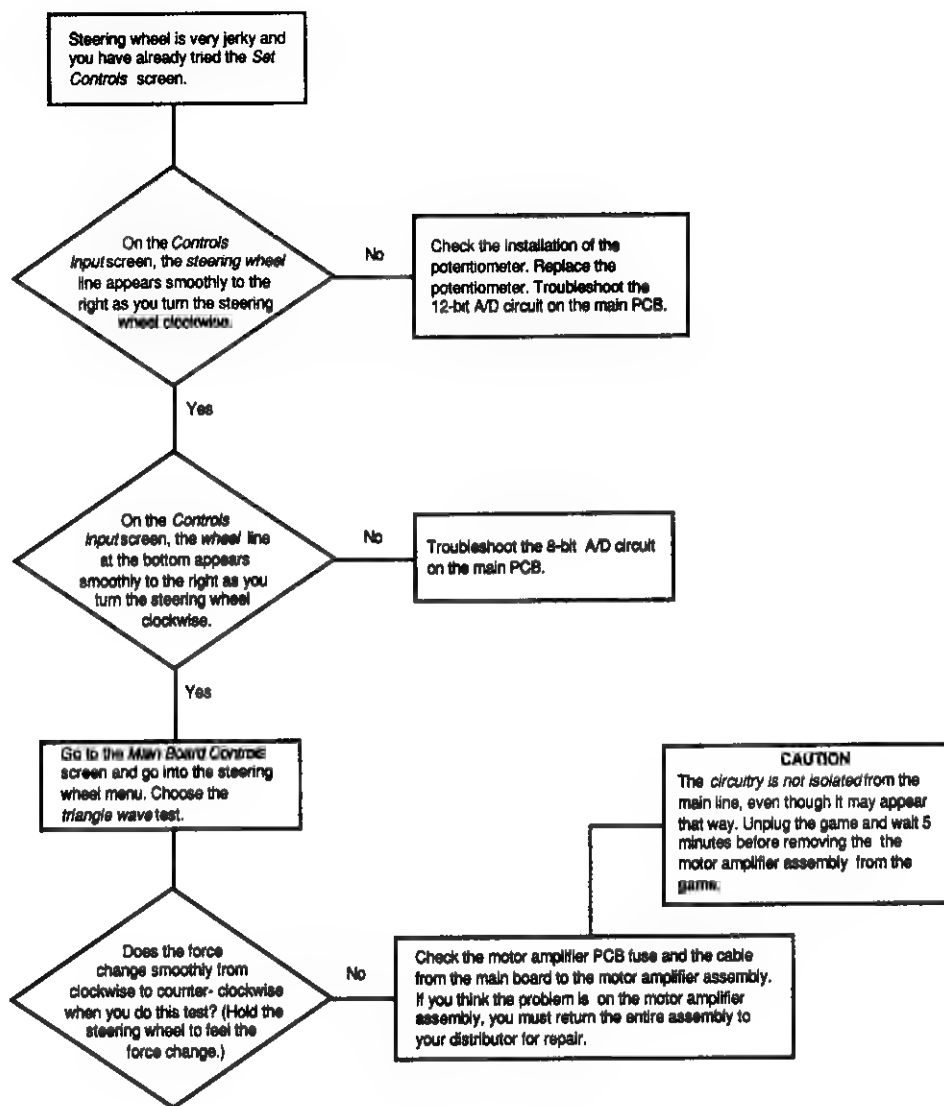 Steering wheel is very jerky and
you have already tried the Set
Controls screen.
On the Controls
Input screen, the steering wheel
line appears smoothly to the
right as you turn the steering
wheel clockwise.
No
Check the installation of the
potentiometer. Replace the
potentiometer. Troubleshoot the
12-bit A/D circuit on the main PCB.
Yes
On the Controls
Input screen, the wheel line
at the bottom appears
smoothly to the right as you
turn the steering wheel
clockwise.
No
Troubleshoot the 8-bit A/D circuit
on the main PCB.
Yes
Go to the Main Board Controls
screen and go into the steering
wheel menu. Choose the
triangle wave test.
CAUTION
The circuitry is not isolated from the
main line, even though it may appear
that way. Unplug the game and wait 5
minutes before removing the the
motor amplifier assembly from the
game.
Does the force
change smoothly from
clockwise to counter- clockwise
when you do this test? (Hold the
steering wheel to feel the
force change.)
No
Check the motor amplifier PCB fuse and the cable
from the main board to the motor amplifier assembly.
If you think the problem is on the motor amplifier
assembly, you must return the entire assembly to
your distributor for repair.